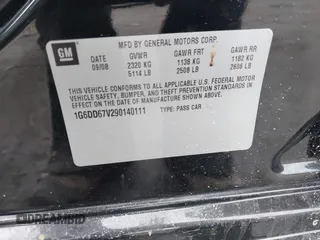 MFD BY GENERAL MOTORS CORP.
GM DATE GVWR GAWR FRT GAWR RR
09/08 2320 KG 1138 KG 1182 KG
5114 LB 2508 LB 2606 LB
THIS VEHICLE CONFORMS TO ALL APPLICABLE U.S. FEDERAL MOTOR
VEHICLE SAFETY, BUMPER, AND THEFT PREVENTION STANDARDS
IN EFFECT ON THE DATE OF MANUFACTURE SHOWN ABOVE.
1G6DD67V290140111 TYPE: PASS CAR
DREAMBID